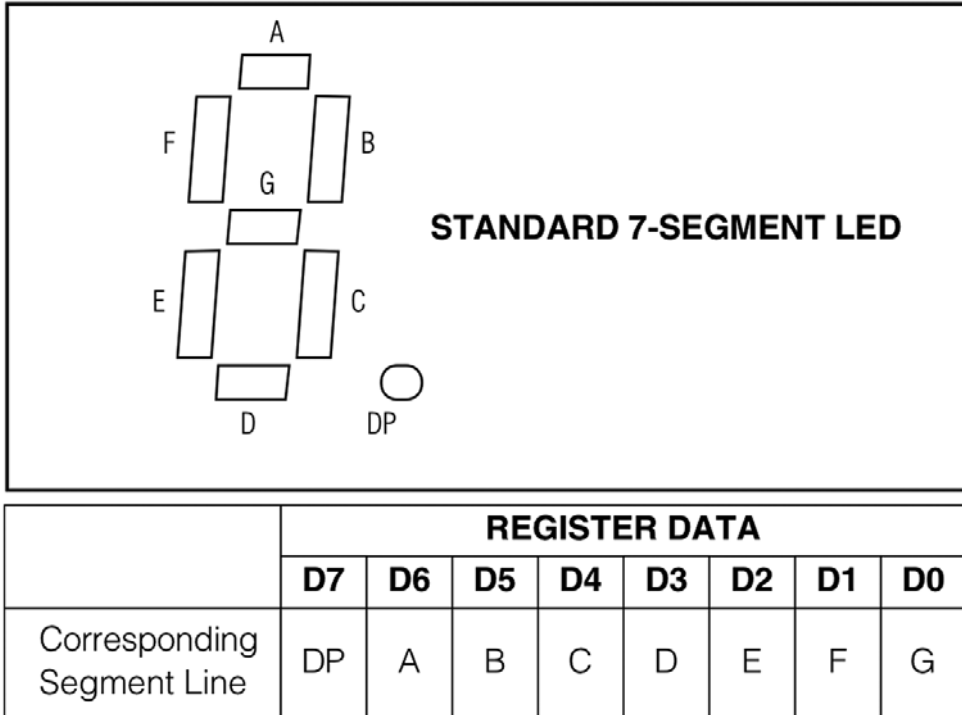 A
F
B
G
STANDARD 7-SEGMENT LED
E
C
D
DP
REGISTER DATA
D7 D6 D5 D4 D3 D2 D1 D0
Corresponding
Segment Line
DP A B C D E F G